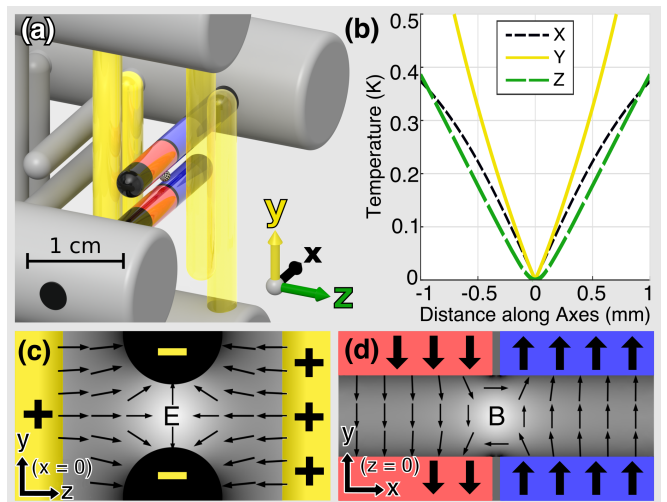 (a)
1 cm
y
x
z
(b)
Temperature (K)
0.5
0.4
0.3
0.2
0.1
0
X
Y
Z
-1 -0.5 0 0.5 1
Distance along Axes (mm)
(c)
−
+ E +
+
+
−
y
(x = 0)
z
(d)
B
y
(z = 0)
x